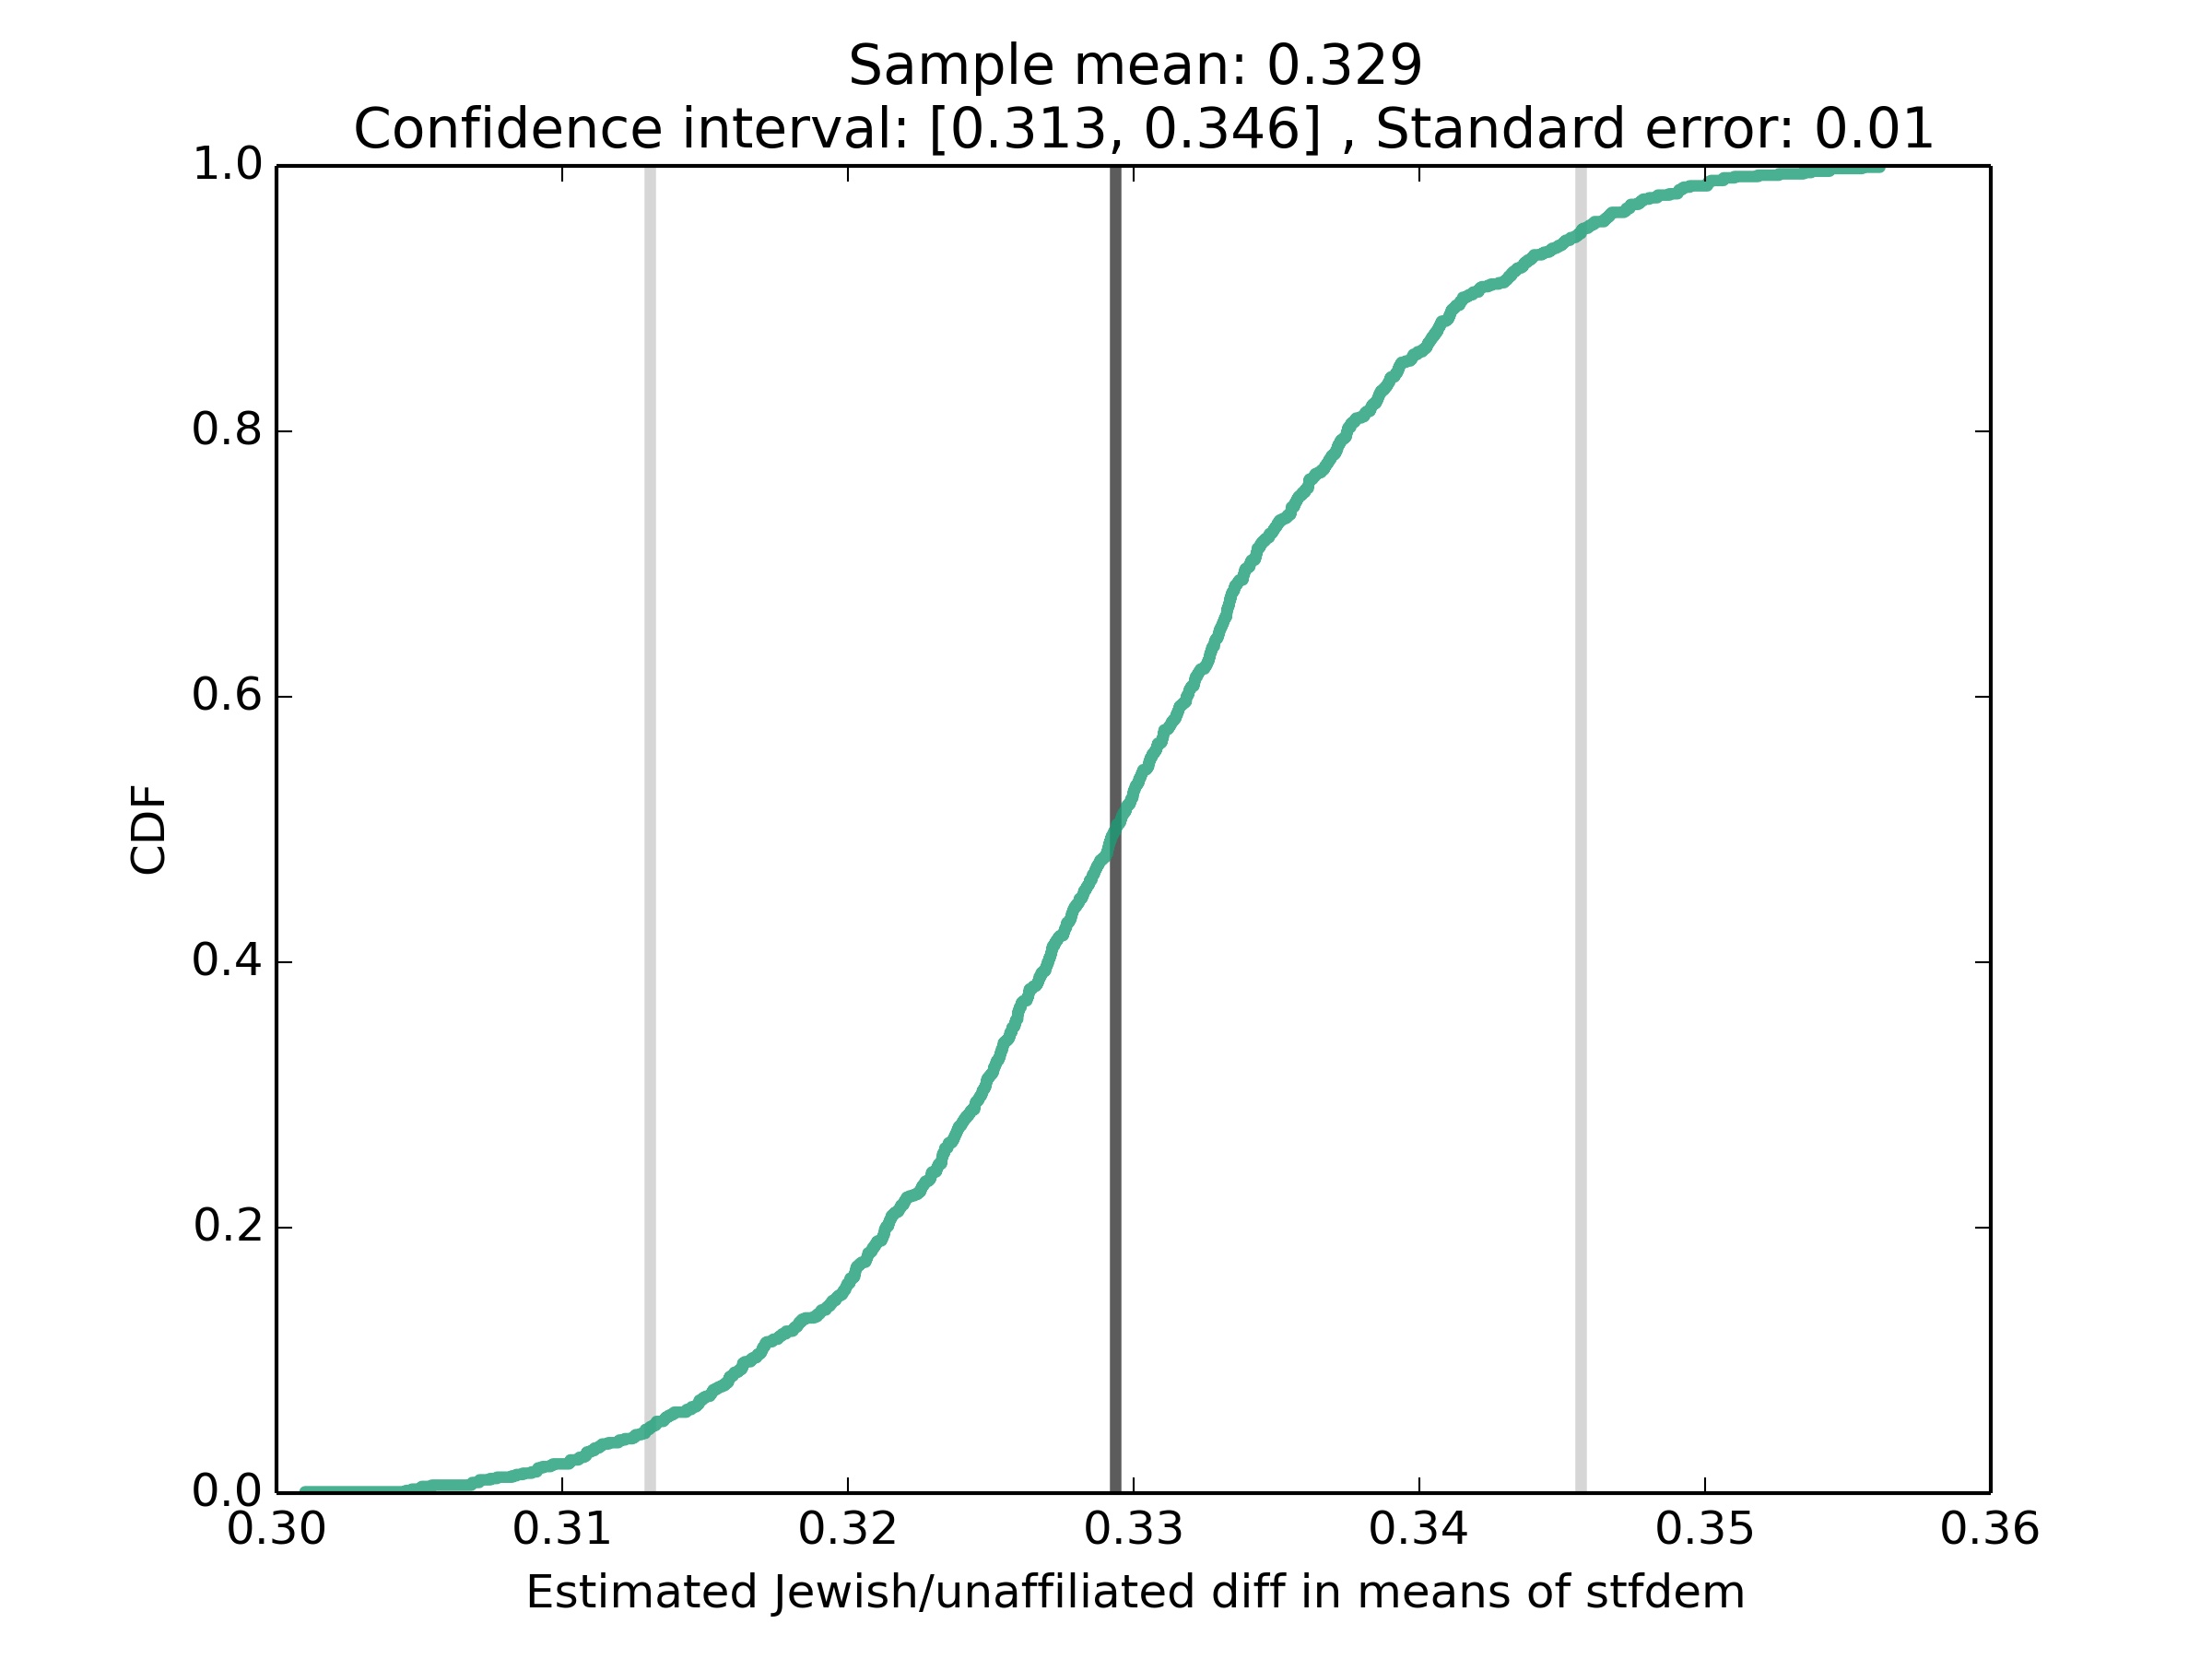 Sample mean: 0.329
Confidence interval: [0.313, 0.346] , Standard error: 0.01
1.0
0.8
0.6
0.4
0.2
0.0
CDF
0.30 0.31 0.32 0.33 0.34 0.35 0.36
Estimated Jewish/unaffiliated diff in means of stfdem